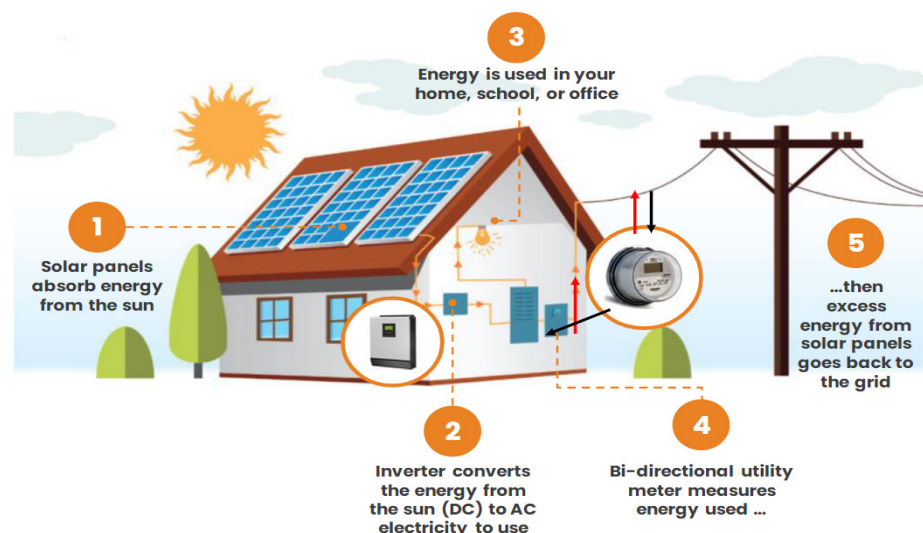 3
Energy is used in your
home, school, or office
1
Solar panels
absorb energy
from the sun
2
Inverter converts
the energy from
the sun (DC) to AC
electricity to use
4
Bi-directional utility
meter measures
energy used ...
5
...then
excess
energy from
solar panels
goes back to
the grid